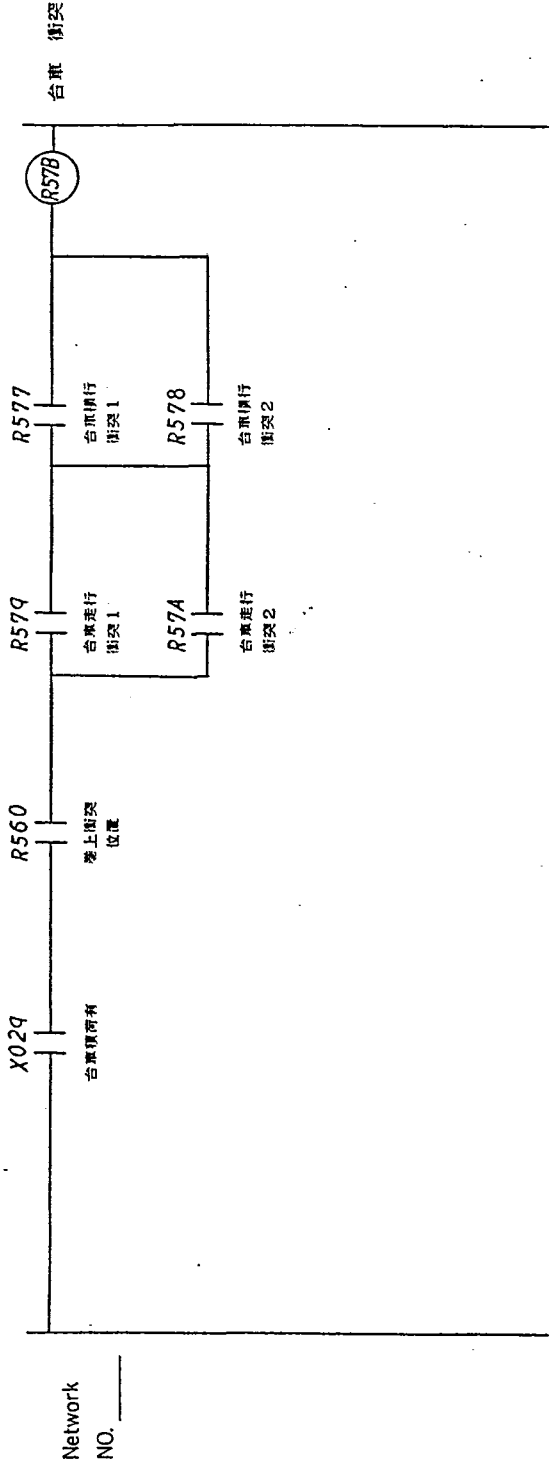 Network
NO.
X029
台車積荷有
R560
巻上衝突
位置
R579
台車走行
衝突1
R57A
台車走行
衝突2
R577
台車横行
衝突1
R578
台車横行
衝突2
R57B
台車 衝突